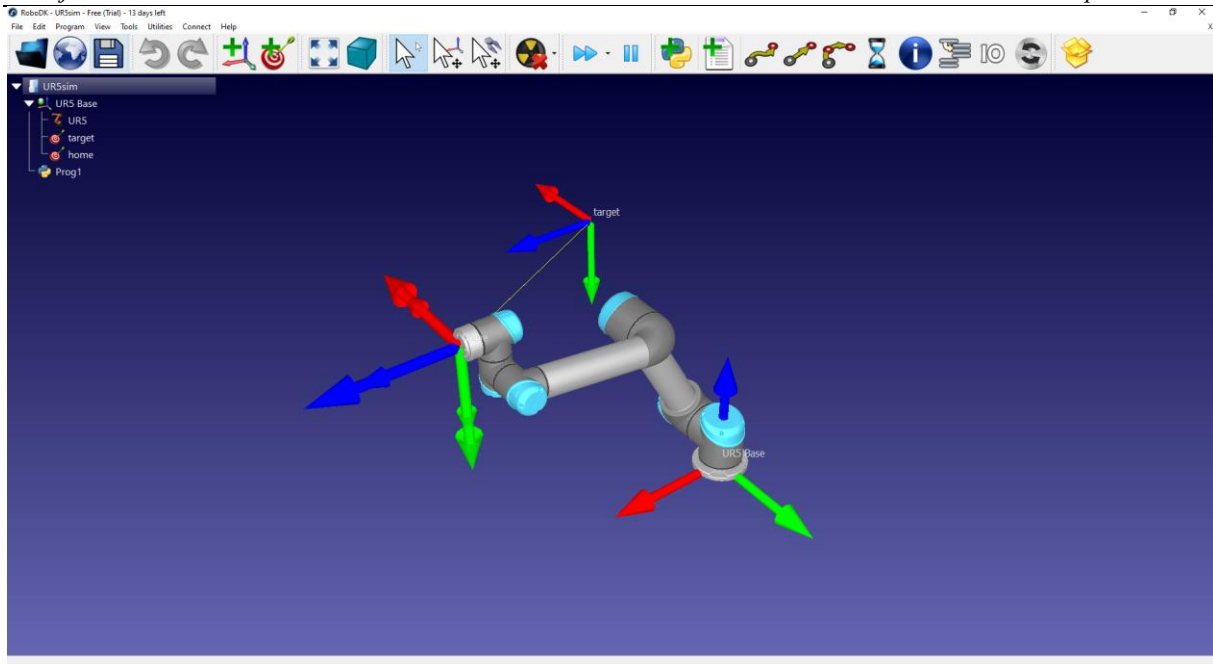 RoboDK - UR5sim - Free (Trial) - 13 days left
File Edit Program View Tools Utilities Connect Help
X
IO
UR5sim
UR5 Base
UR5
target
home
Prog1
target
UR5 Base